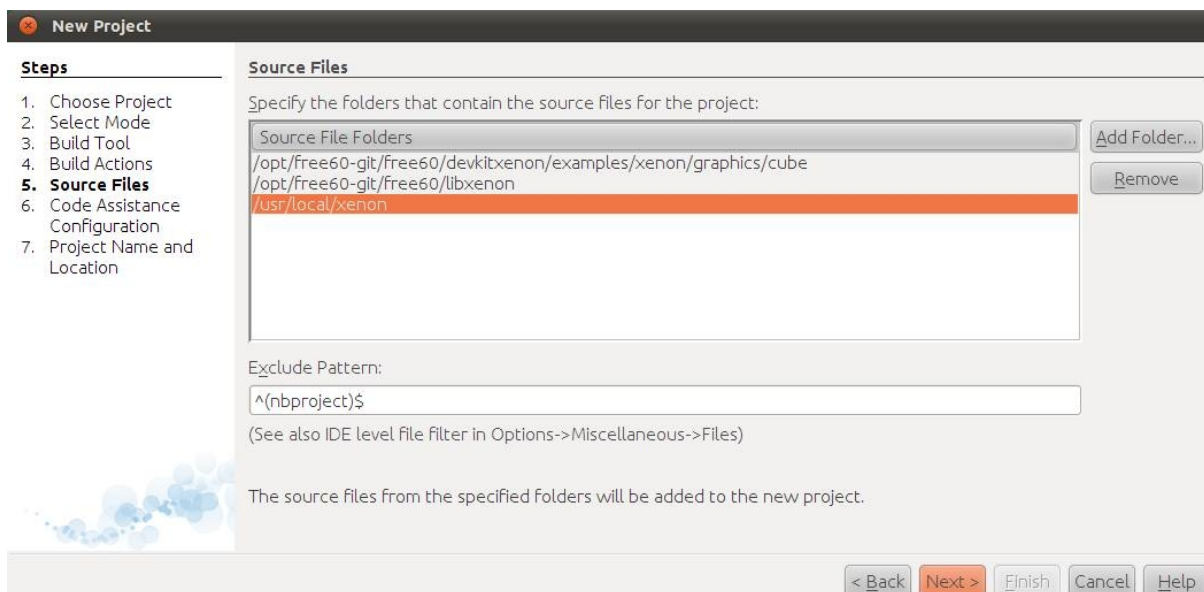 New Project
Steps
1. Choose Project
2. Select Mode
3. Build Tool
4. Build Actions
5. Source Files
6. Code Assistance
Configuration
7. Project Name and
Location
Source Files
Specify the folders that contain the source files for the project:
Source File Folders
/opt/free60-git/free60/devkitxenon/examples/xenon/graphics/cube
/opt/free60-git/free60/libxenon
/usr/local/xenon
Add Folder...
Remove
Exclude Pattern:
^(nbproject)$
(See also IDE level file filter in Options->Miscellaneous->Files)
The source files from the specified folders will be added to the new project.
< Back
Next >
Finish
Cancel
Help